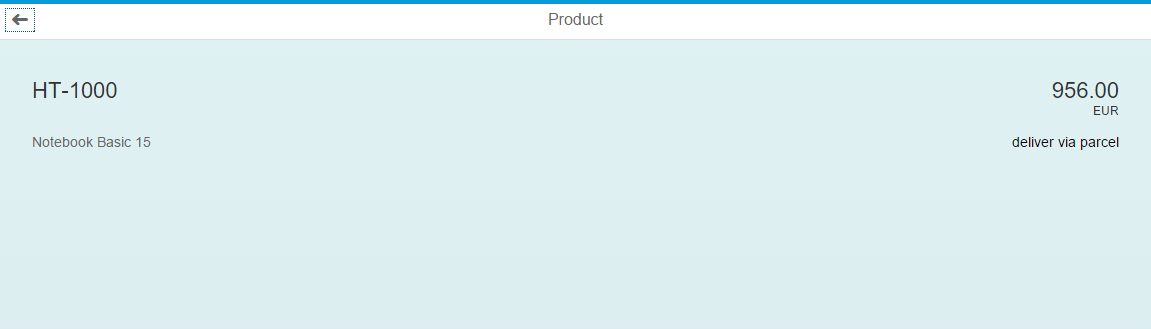 Product
HT-1000
956.00
EUR
Notebook Basic 15
deliver via parcel